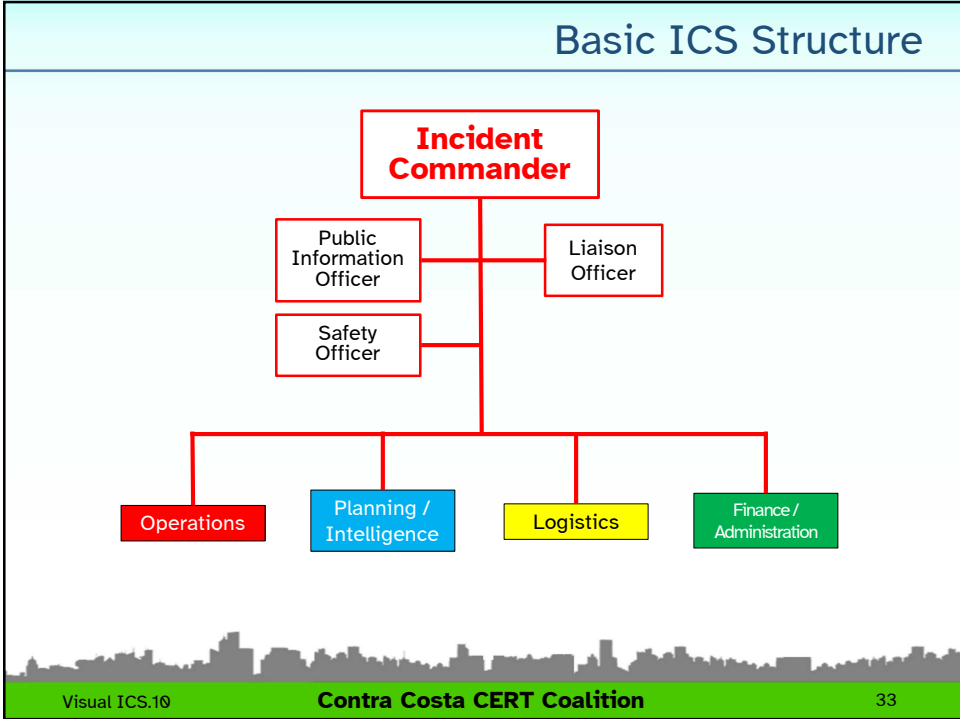 Basic ICS Structure
Incident
Commander
Public
Information
Officer
Liaison
Officer
Safety
Officer
Operations
Planning /
Intelligence
Logistics
Finance /
Administration
Visual ICS.10
Contra Costa CERT Coalition
33